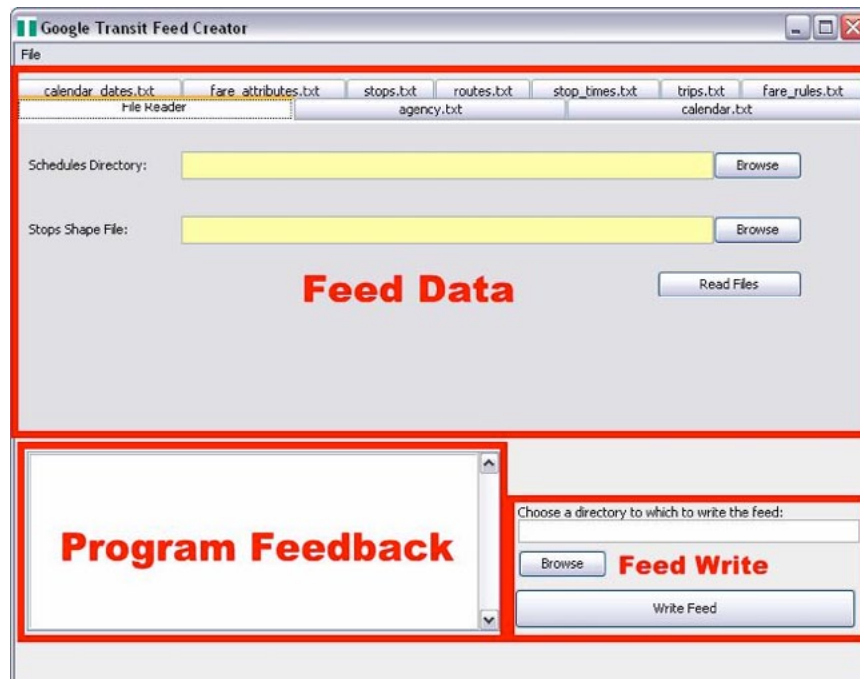 Google Transit Feed Creator
File
calendar_dates.txt fare_attributes.txt stops.txt routes.txt stop_times.txt trips.txt fare_rules.txt
File Reader agency.txt calendar.txt
Schedules Directory: Browse
Stops Shape File: Browse
Feed Data
Read Files
Program Feedback
Choose a directory to which to write the feed:
Browse Feed Write
Write Feed